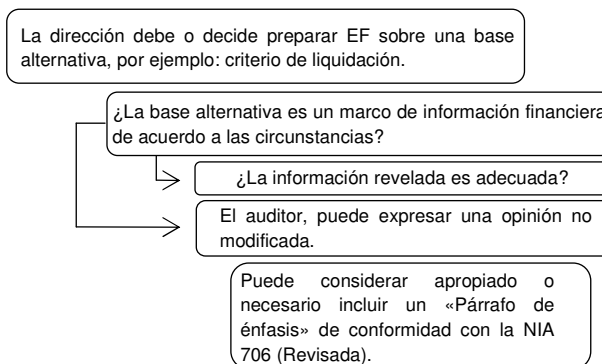 La dirección debe o decide preparar EF sobre una base
alternativa, por ejemplo: criterio de liquidación.
¿La base alternativa es un marco de información financiera
de acuerdo a las circunstancias?
¿La información revelada es adecuada?
El auditor, puede expresar una opinión no
modificada.
Puede considerar apropiado o
necesario incluir un «Párrafo de
énfasis» de conformidad con la NIA
706 (Revisada).